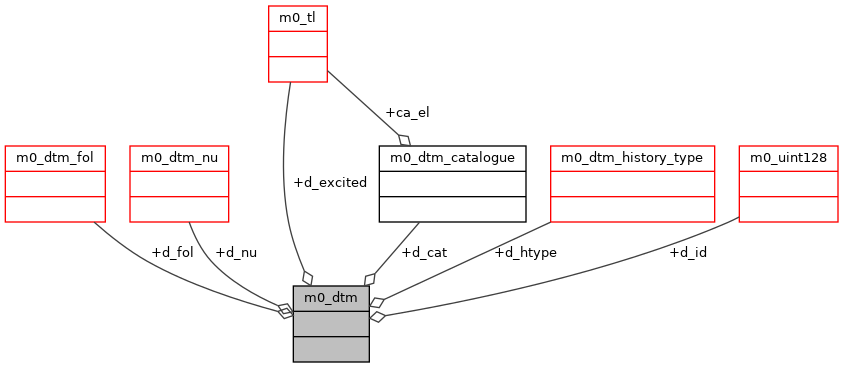 m0_tl
+ca_el
m0_dtm_fol
m0_dtm_nu
m0_dtm_catalogue
m0_dtm_history_type
m0_uint128
+d_excited
+d_fol
+d_nu
+d_cat
+d_htype
+d_id
m0_dtm